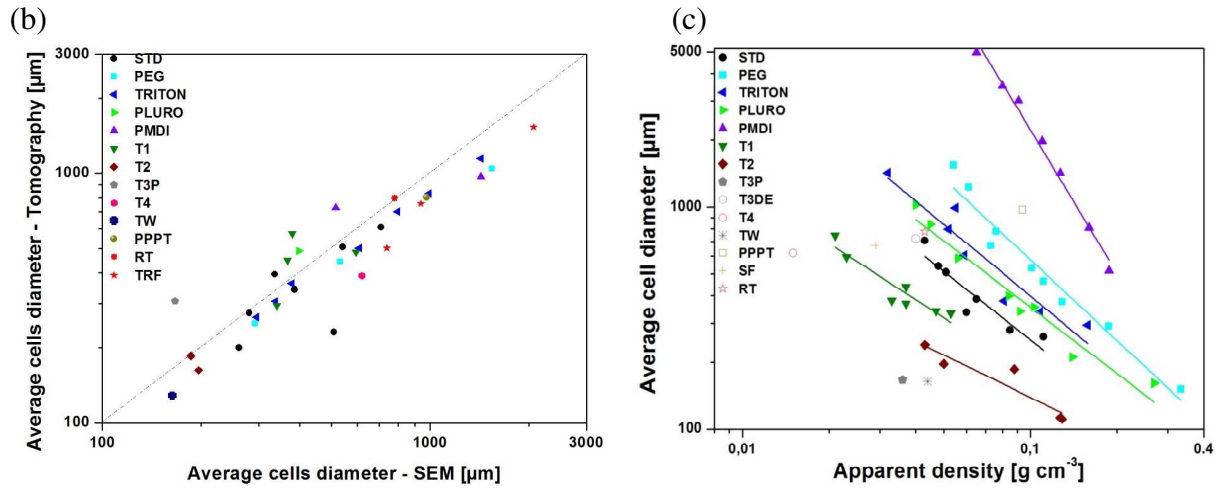 (b)
Average cells diameter - Tomography [µm]
3000
1000
100
STD
PEG
TRITON
PLURO
PMDI
T1
T2
T3P
T4
TW
PPPT
RT
TRF
100
1000
3000
Average cells diameter - SEM [µm]
(c)
Average cell diameter [µm]
5000
1000
100
STD
PEG
TRITON
PLURO
PMDI
T1
T2
T3P
T3DE
T4
TW
PPPT
SF
RT
0,01
0,1
0.4
Apparent density [g cm⁻³]